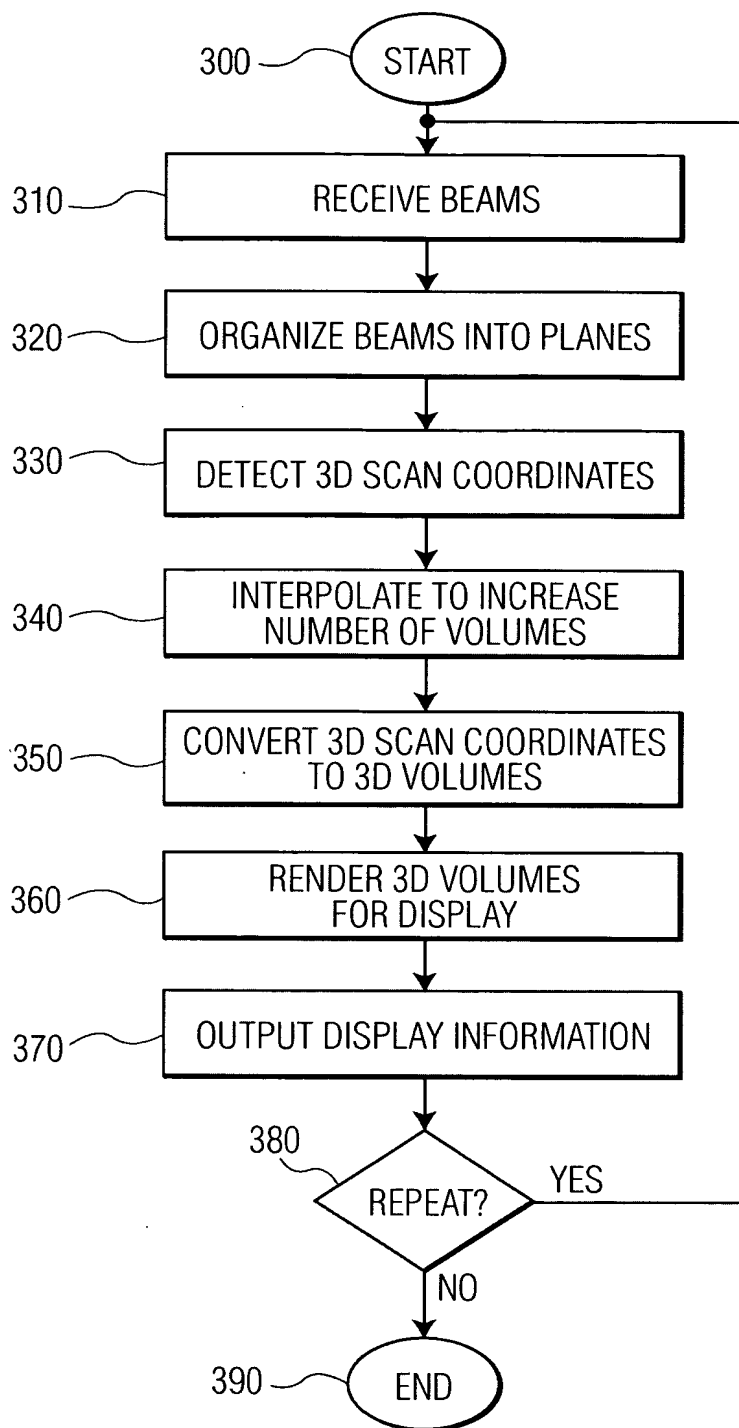 300
START
310
RECEIVE BEAMS
320
ORGANIZE BEAMS INTO PLANES
330
DETECT 3D SCAN COORDINATES
340
INTERPOLATE TO INCREASE
NUMBER OF VOLUMES
350
CONVERT 3D SCAN COORDINATES
TO 3D VOLUMES
360
RENDER 3D VOLUMES
FOR DISPLAY
370
OUTPUT DISPLAY INFORMATION
380
REPEAT?
YES
NO
390
END